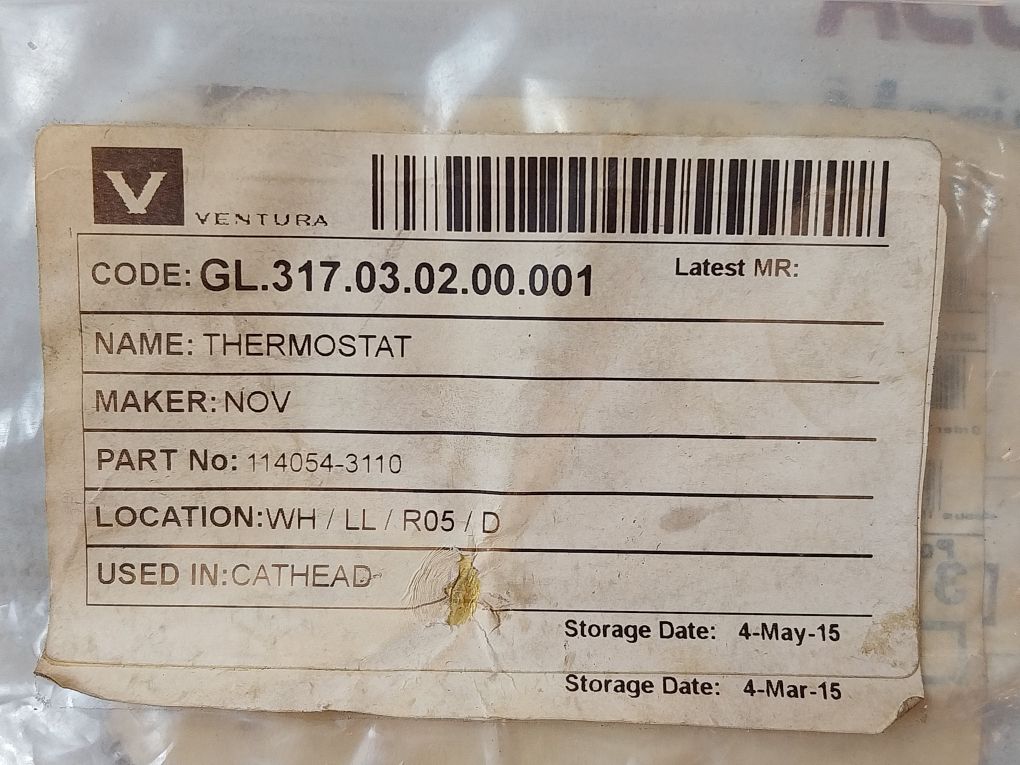 V
VENTURA
CODE: GL.317.03.02.00.001
Latest MR:
NAME: THERMOSTAT
MAKER: NOV
PART No: 114054-3110
LOCATION:WH / LL / R05 / D
USED IN:CATHEAD
Storage Date: 4-May-15
Storage Date: 4-Mar-15